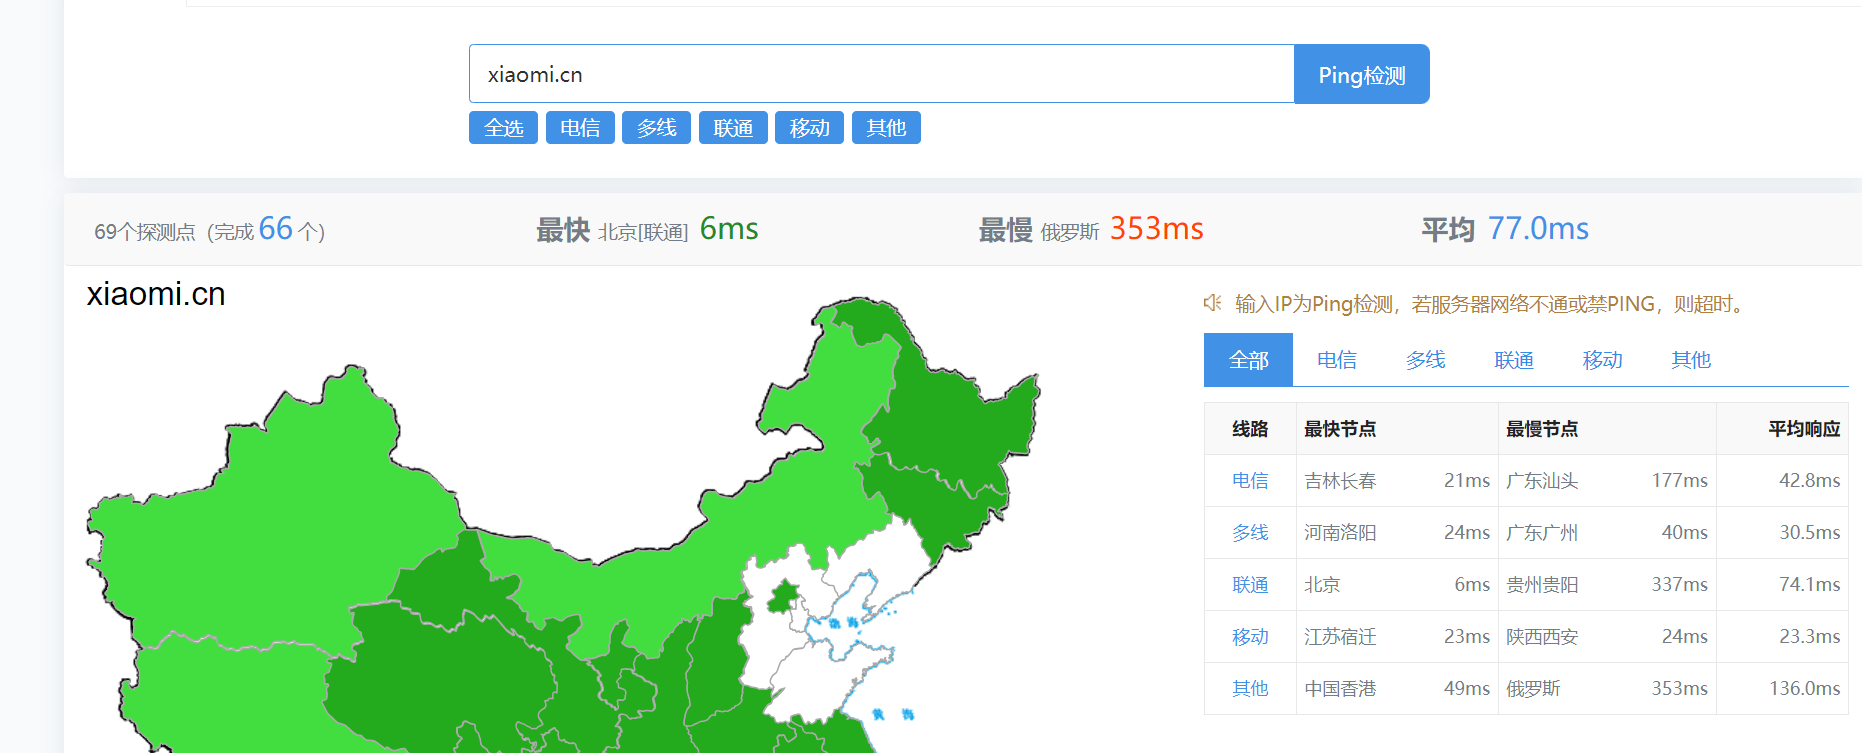 xiaomi.cn Ping检测
全选 电信 多线 联通 移动 其他
69个探测点（完成 66 个） 最快 北京[联通] 6ms 最慢 俄罗斯 353ms 平均 77.0ms
xiaomi.cn
输入IP为Ping检测，若服务器网络不通或禁PING，则超时。
全部 电信 多线 联通 移动 其他
线路 最快节点 最慢节点 平均响应
电信 吉林长春 21ms 广东汕头 177ms 42.8ms
多线 河南洛阳 24ms 广东广州 40ms 30.5ms
联通 北京 6ms 贵州贵阳 337ms 74.1ms
移动 江苏宿迁 23ms 陕西西安 24ms 23.3ms
其他 中国香港 49ms 俄罗斯 353ms 136.0ms
渤海
黄海